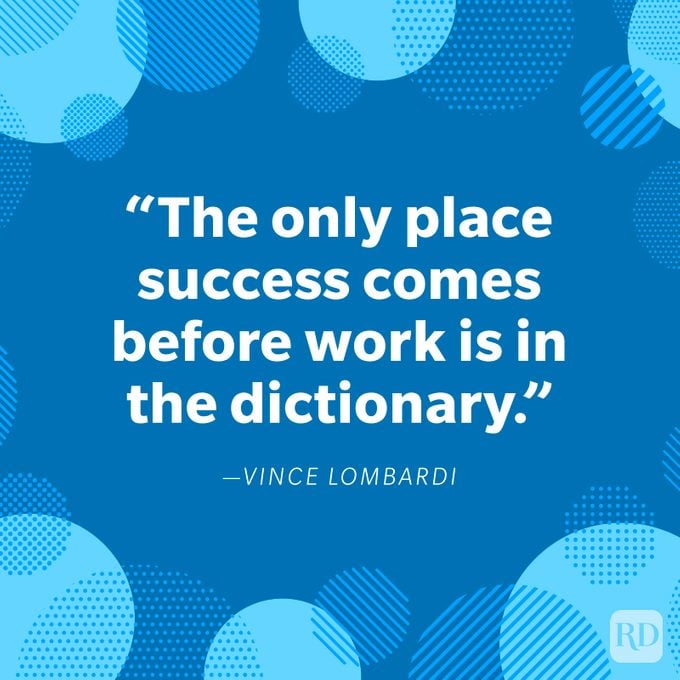 “The only place
success comes
before work is in
the dictionary.”
—VINCE LOMBARDI
RD